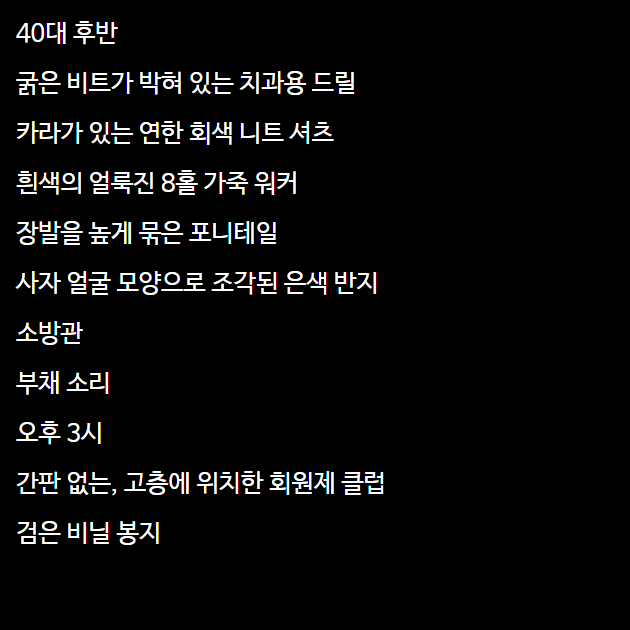 40대 후반
굵은 비트가 박혀 있는 치과용 드릴
카라가 있는 연한 회색 니트 셔츠
흰색의 얼룩진 8홀 가죽 워커
장발을 높게 묶은 포니테일
사자 얼굴 모양으로 조각된 은색 반지
소방관
부채 소리
오후 3시
간판 없는, 고층에 위치한 회원제 클럽
검은 비닐 봉지